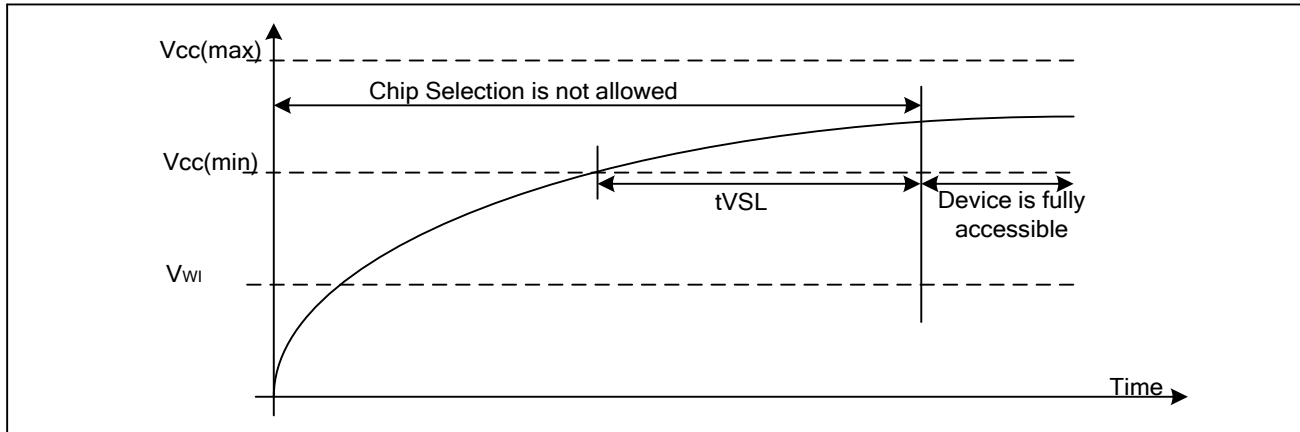 Vcc(max)
Chip Selection is not allowed
Vcc(min)
tVSL
Device is fully
accessible
VWI
Time